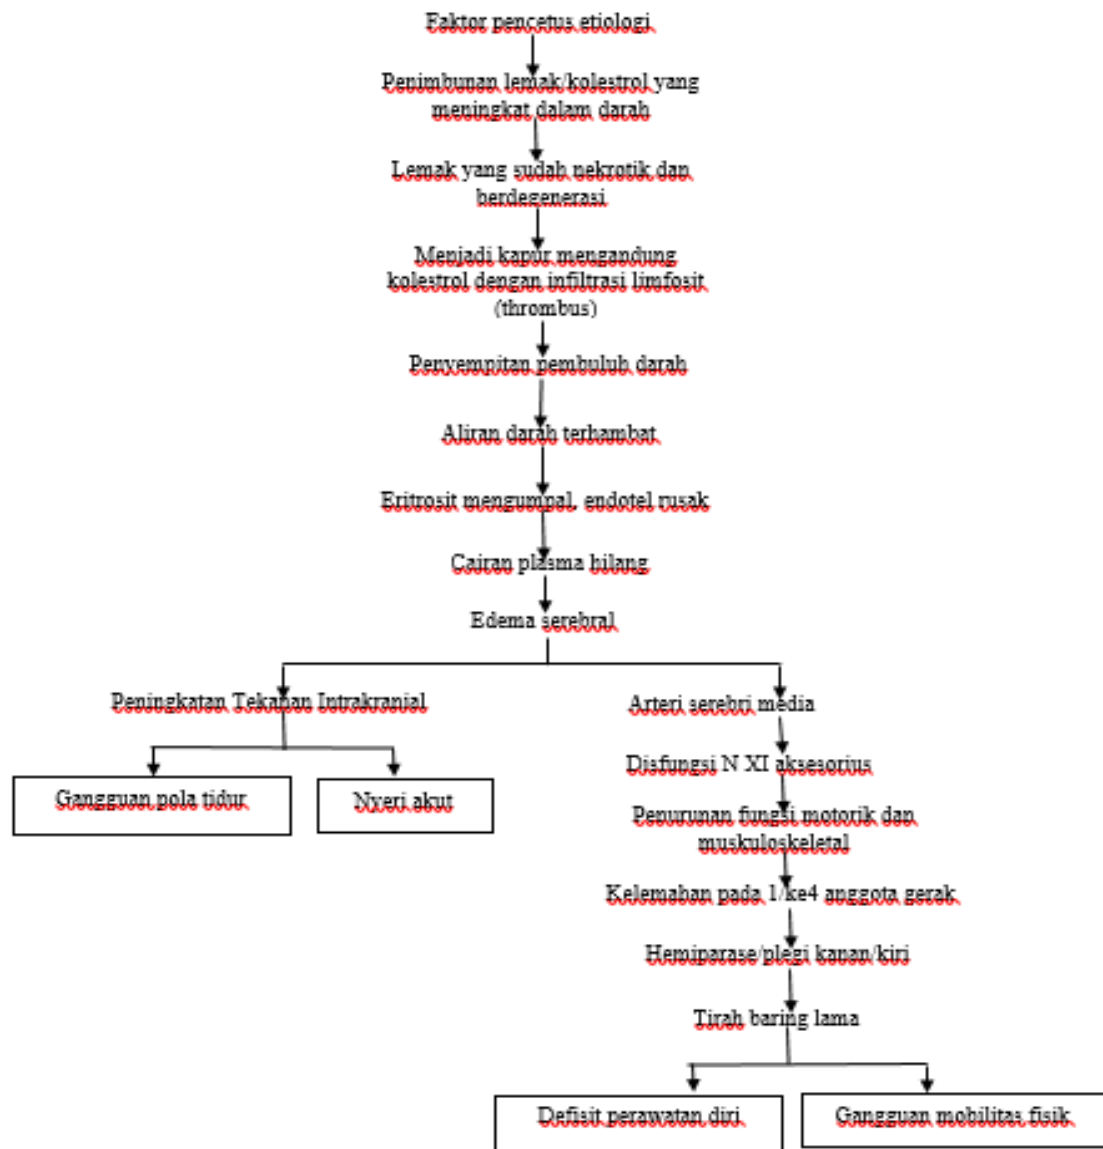 Faktor pencetus etiologi
Penimbunan lemak/kolestrol yang
meningkat dalam darah
Lemak yang sudah nekrotik dan
berdegenerasi
Menjadi kapur mengandung
kolestrol dengan infiltrasi limfosit
(thrombus)
Penyempitan pembuluh darah
Aliran darah terhambat
Eritrosit mengumpal, endotel rusak
Cairan plasma hilang
Edema serebral
Peningkatan Tekanan Intrakranial
Arteri serebri media
Disfungsi N XI aksesorius
Gangguan pola tidur
Nyeri akut
Penurunan fungsi motorik dan
muskuloskeletal
Kelemahan pada 1/ke4 anggota gerak
Hemiparase/plegi kanan/kiri
Tirah baring lama
Defisit perawatan diri
Gangguan mobilitas fisik